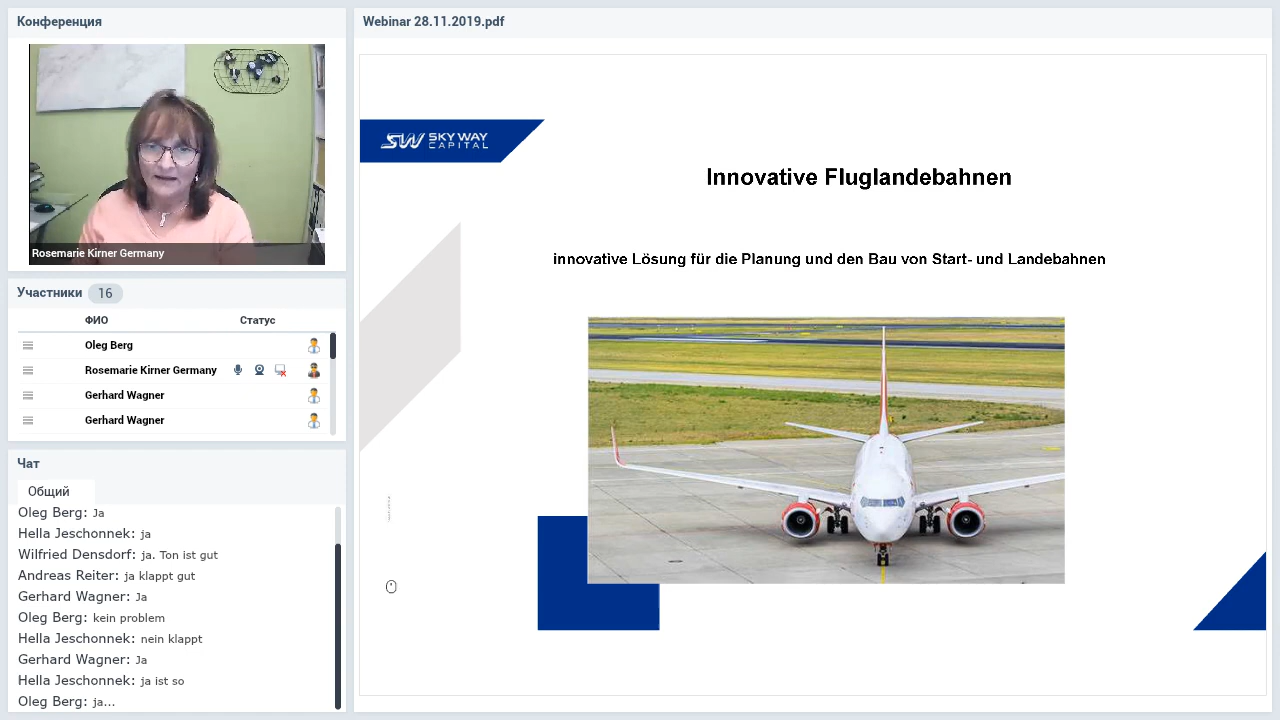 Конференция
Rosemarie Kirner Germany
Участники 16
ФИО Статус
Oleg Berg
Rosemarie Kirner Germany
Gerhard Wagner
Gerhard Wagner
Чат
Общий
Oleg Berg: Ja
Hella Jeschonnek: ja
Wilfried Densdorf: ja. Ton ist gut
Andreas Reiter: ja klappt gut
Gerhard Wagner: Ja
Oleg Berg: kein problem
Hella Jeschonnek: nein klappt
Gerhard Wagner: Ja
Hella Jeschonnek: ja ist so
Oleg Berg: ja...
Webinar 28.11.2019.pdf
SW SKY WAY
CAPITAL
Innovative Fluglandebahnen
innovative Lösung für die Planung und den Bau von Start- und Landebahnen